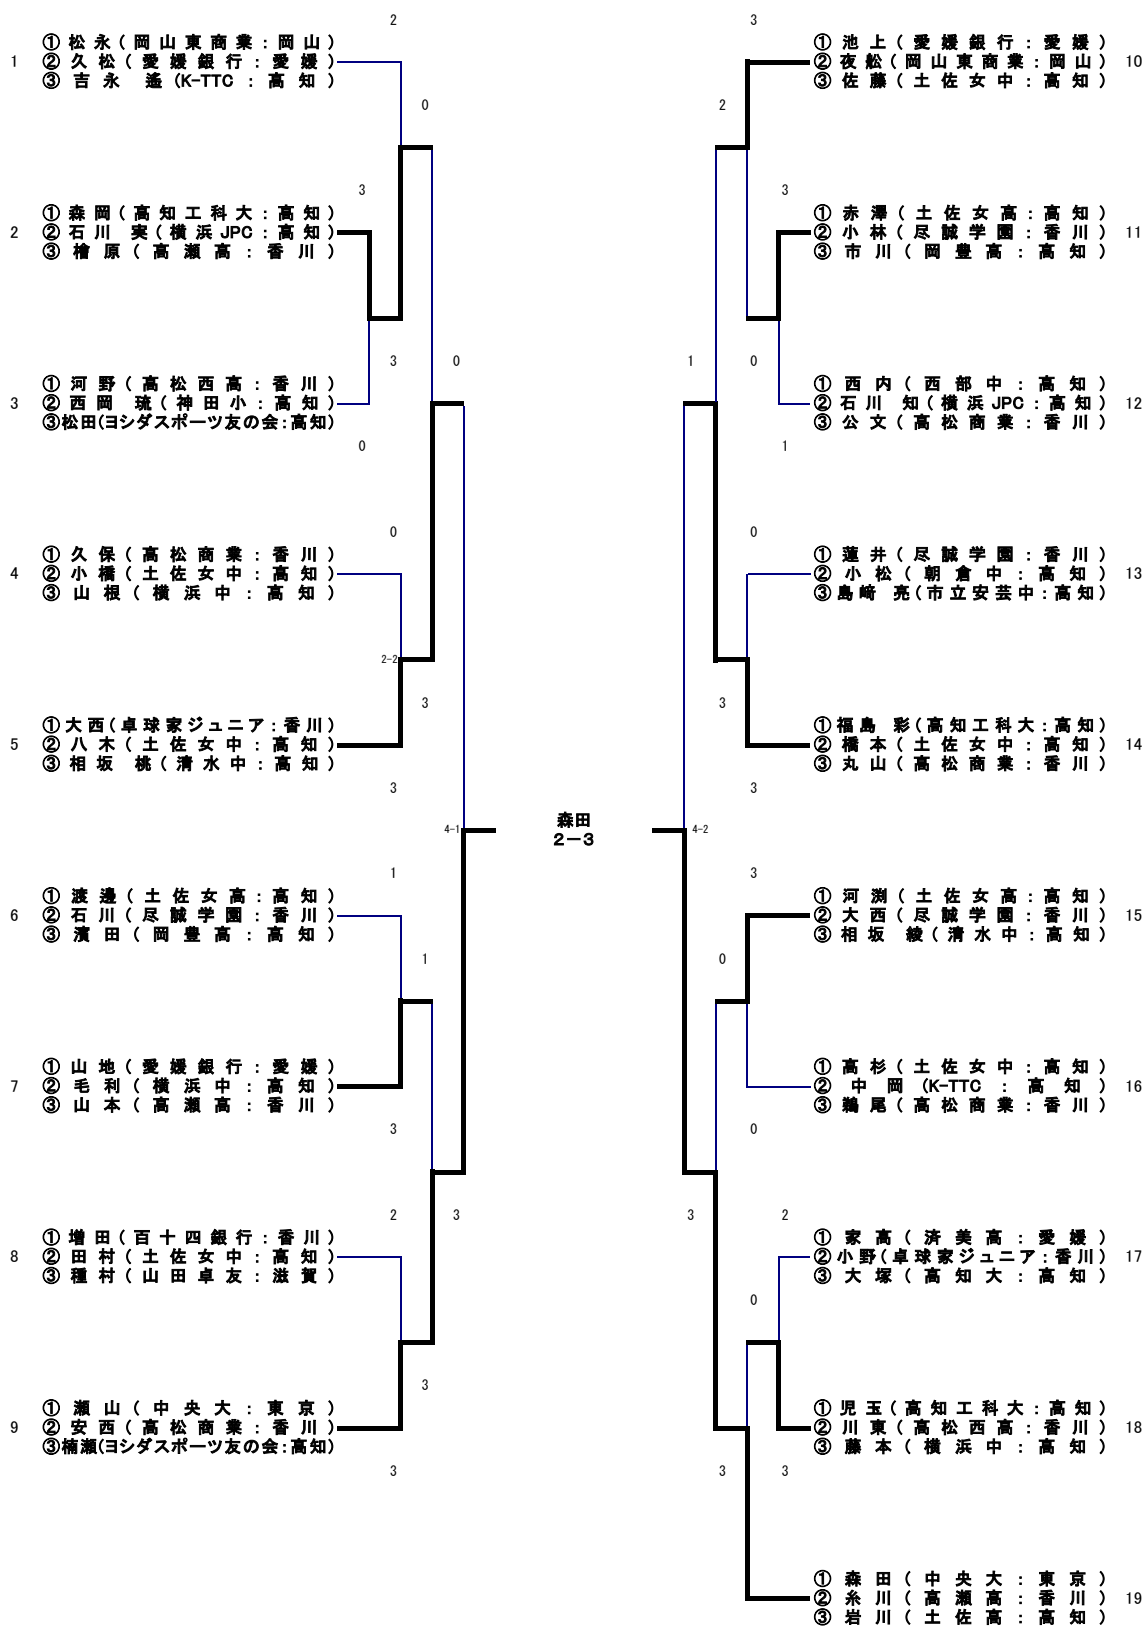 2
① 松永(岡山東商業:岡山)
1 ② 久松(愛媛銀行:愛媛)
③ 吉永 遙(K-TTC:高知)
0
3
① 森岡(高知工科大:高知)
2 ② 石川 実(横浜JPC:高知)
③ 檜原(高瀬高:香川)
3
0
① 河野(高松西高:香川)
3 ② 西岡 琉(神田小:高知)
③松田(ヨシダスポーツ友の会:高知)
0
0
① 久保(高松商業:香川)
4 ② 小橋(土佐女中:高知)
③ 山根(横浜中:高知)
2-2
3
① 大西(卓球家ジュニア:香川)
5 ② 八木(土佐女中:高知)
③ 相坂 桃(清水中:高知)
3
4-1
1
① 渡邊(土佐女高:高知)
6 ② 石川(尽誠学園:香川)
③ 濱田(岡豊高:高知)
1
① 山地(愛媛銀行:愛媛)
7 ② 毛利(横浜中:高知)
③ 山本(高瀬高:香川)
3
2
3
① 増田(百十四銀行:香川)
8 ② 田村(土佐女中:高知)
③ 種村(山田卓友:滋賀)
3
① 瀬山(中央大:東京)
9 ② 安西(高松商業:香川)
③楠瀬(ヨシダスポーツ友の会:高知)
3
森田
2-3
3
① 池上(愛媛銀行:愛媛)
② 夜舩(岡山東商業:岡山) 10
③ 佐藤(土佐女中:高知)
2
3
① 赤澤(土佐女高:高知)
② 小林(尽誠学園:香川) 11
③ 市川(岡豊高:高知)
1
0
① 西内(西部中:高知)
② 石川 知(横浜JPC:高知) 12
③ 公文(高松商業:香川)
1
0
① 蓮井(尽誠学園:香川)
② 小松(朝倉中:高知) 13
③ 島﨑 亮(市立安芸中:高知)
3
① 福島 彩(高知工科大:高知)
② 橋本(土佐女中:高知) 14
③ 丸山(高松商業:香川)
3
4-2
3
① 河渕(土佐女高:高知)
② 大西(尽誠学園:香川) 15
③ 相坂 綾(清水中:高知)
0
① 高杉(土佐女中:高知)
② 中岡(K-TTC:高知) 16
③ 鵜尾(高松商業:香川)
0
3
2
① 家高(済美高:愛媛)
② 小野(卓球家ジュニア:香川) 17
③ 大塚(高知大:高知)
0
① 児玉(高知工科大:高知)
② 川東(高松西高:香川) 18
③ 藤本(横浜中:高知)
3
3
① 森田(中央大:東京)
② 糸川(高瀬高:香川) 19
③ 岩川(土佐高:高知)